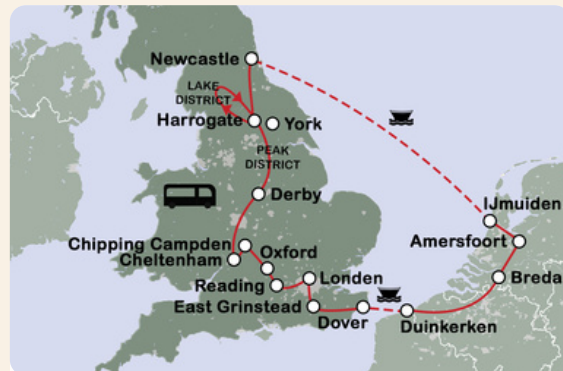 Newcastle
LAKE
DISTRICT
Harrogate
York
PEAK
DISTRICT
Derby
IJmuiden
Amersfoort
Chipping Campden
Oxford
Cheltenham
Londen
Breda
Reading
East Grinstead
Dover
Duinkerken